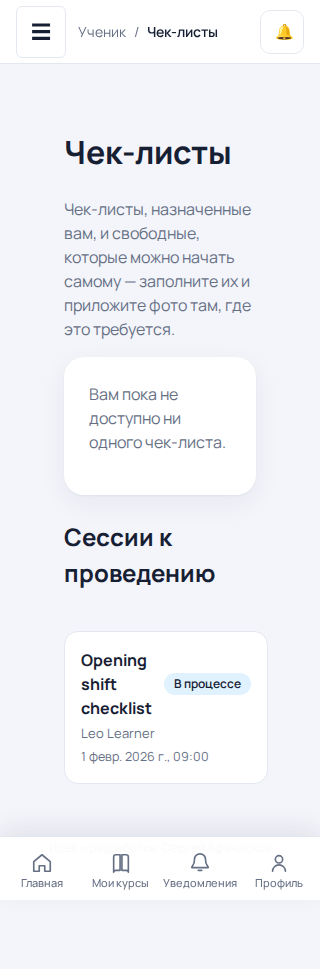 Ученик / Чек-листы
Чек-листы
Чек-листы, назначенные
вам, и свободные,
которые можно начать
самому — заполните их и
приложите фото там, где
это требуется.
Вам пока не
доступно ни
одного чек-листа.
Сессии к
проведению
Opening
shift
checklist
В процессе
Leo Learner
1 февр. 2026 г., 09:00
Главная
Мои курсы
Уведомления
Профиль